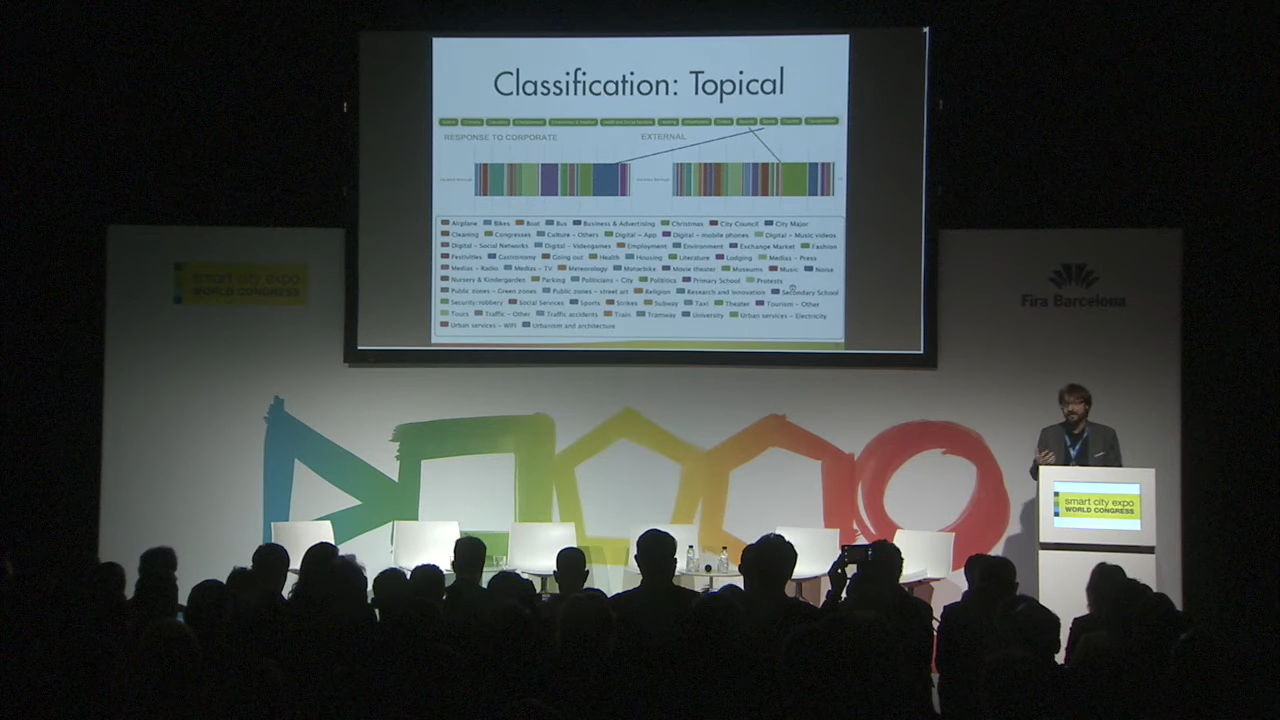 Classification: Topical
RESPONSE TO CORPORATE
EXTERNAL
Airplane Bikes Boat Bus Business & Advertising Christmas City Council City Major
Cleaning Congresses Culture - Others Digital - App Digital - mobile phones Digital - Music videos
Digital - Social Networks Digital - Videogames Employment Environment Exchange Market Fashion
Festivities Gastronomy Going out Health Housing Literature Lodging Medias - Press
Medias - Radio Medias - TV Meteorology Motorbike Movie theater Museums Music Noise
Nursery & Kindergarden Parking Politicians - City Politics Primary School Protests
Public zones - Green zones Public zones - street art Religion Research and innovation Secondary School
Security/robbery Social Services Sports Strikes Subway Taxi Theater Tourism - Other
Tours Traffic - Other Traffic accidents Train Tramway University Urban services - Electricity
Urban services - WiFi Urbanism and architecture
smart city expo
WORLD CONGRESS
Fira Barcelona
smart city expo
WORLD CONGRESS